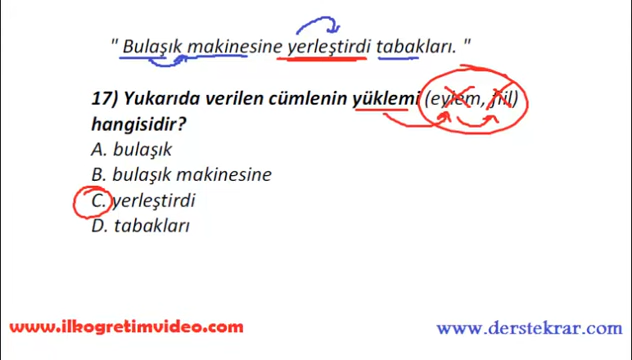 " Bulaşık makinesine yerleştirdi tabakları. "
17) Yukarıda verilen cümlenin yüklemi (eylem, fiil)
hangisidir?
A. bulaşık
B. bulaşık makinesine
C. yerleştirdi
D. tabakları
www.ilkogretimvideo.com
www.derstekrar.com